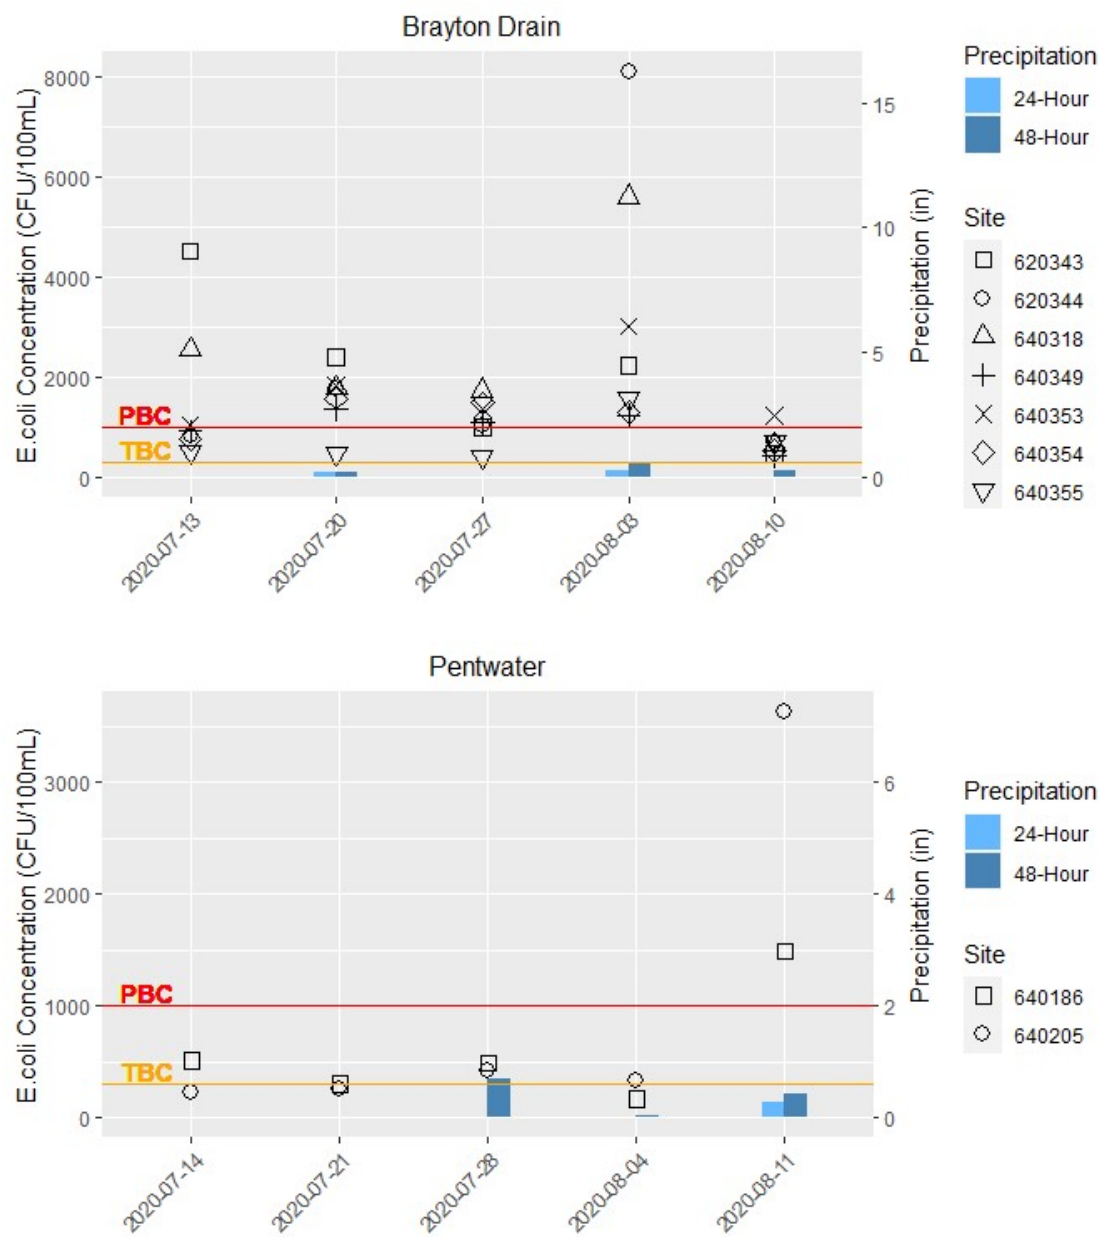 Brayton Drain
E.coli Concentration (CFU/100mL)
8000
6000
4000
2000
0
PBC
TBC
15
10
5
0
Precipitation (in)
2020-07-13
2020-07-20
2020-07-27
2020-08-03
2020-08-10
Precipitation
24-Hour
48-Hour
Site
620343
620344
640318
640349
640353
640354
640355
Pentwater
E.coli Concentration (CFU/100mL)
3000
2000
1000
0
PBC
TBC
6
4
2
0
Precipitation (in)
2020-07-14
2020-07-21
2020-07-28
2020-08-04
2020-08-11
Precipitation
24-Hour
48-Hour
Site
640186
640205